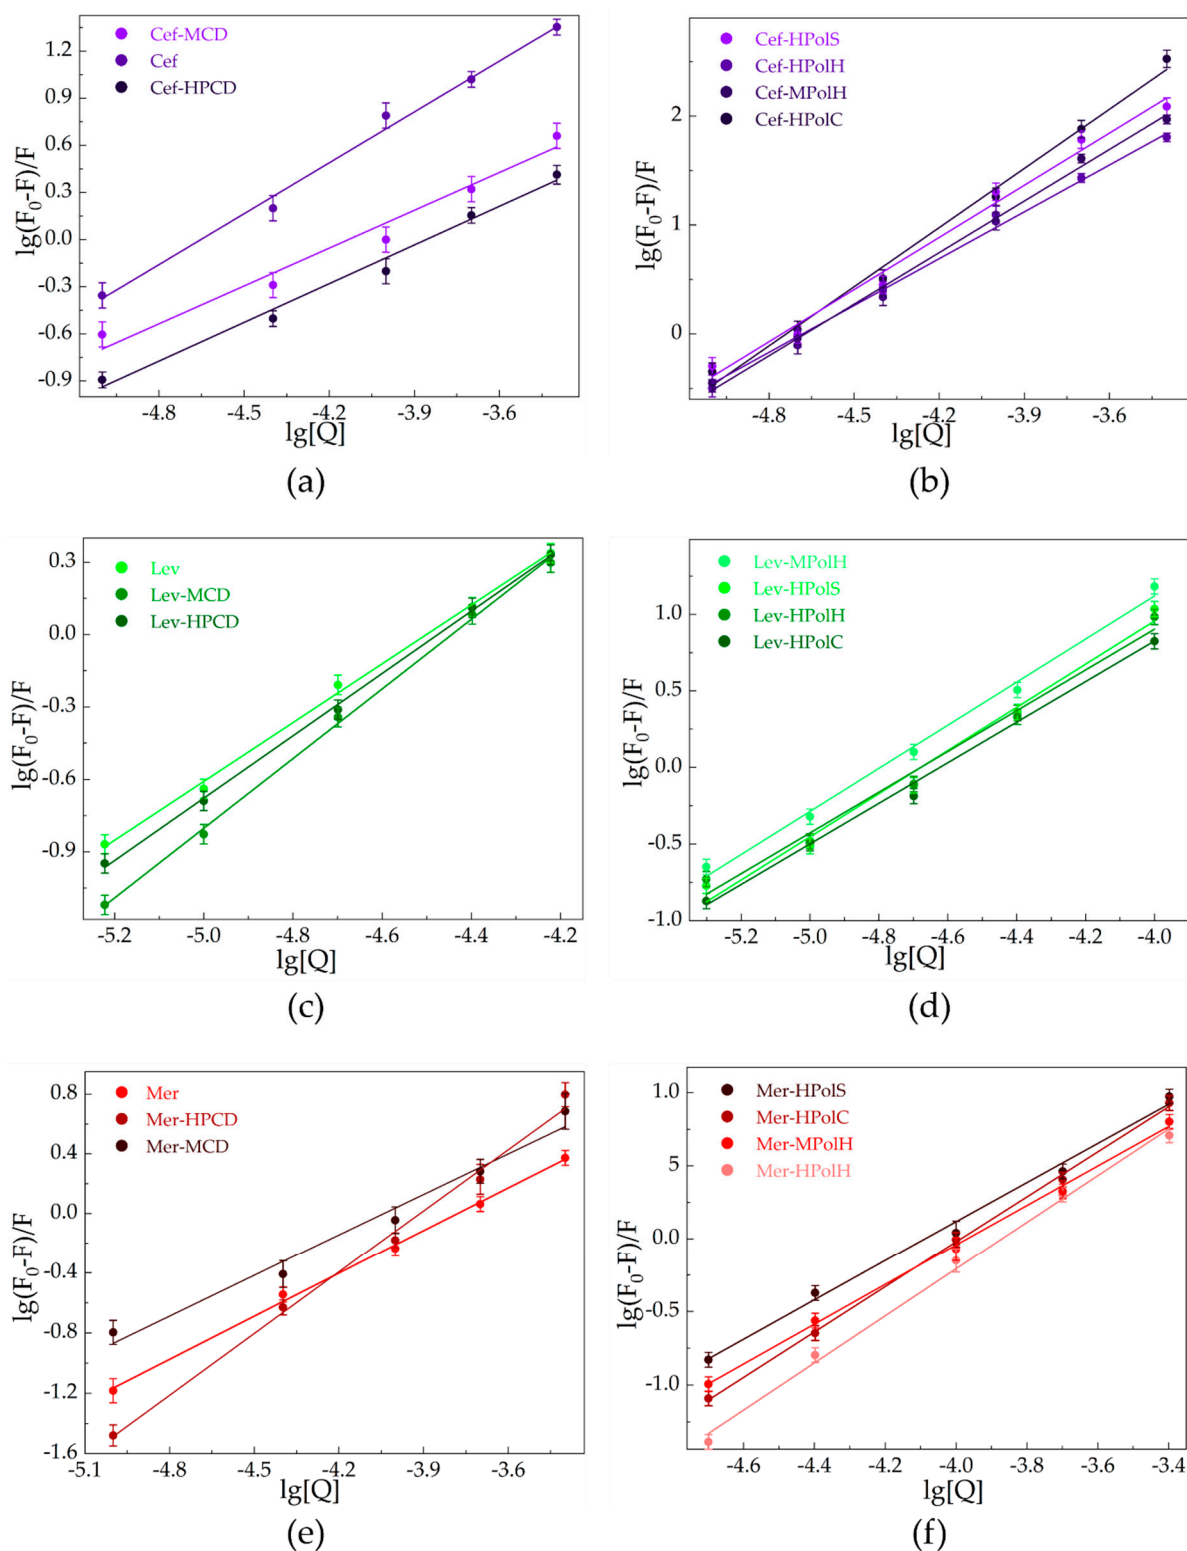 Cef-MCD
Cef
Cef-HPCD
1.2
0.9
0.6
0.3
0.0
-0.3
-0.6
-0.9
lg(F₀-F)/F
-4.8 -4.5 -4.2 -3.9 -3.6
lg[Q]
(a)
Cef-HPolS
Cef-HPolH
Cef-MPolH
Cef-HPolC
2
1
0
lg(F₀-F)/F
-4.8 -4.5 -4.2 -3.9 -3.6
lg[Q]
(b)
Lev
Lev-MCD
Lev-HPCD
0.3
0.0
-0.3
-0.6
-0.9
lg(F₀-F)/F
-5.2 -5.0 -4.8 -4.6 -4.4 -4.2
lg[Q]
(c)
Lev-MPolH
Lev-HPolS
Lev-HPolH
Lev-HPolC
1.0
0.5
0.0
-0.5
-1.0
lg(F₀-F)/F
-5.2 -5.0 -4.8 -4.6 -4.4 -4.2 -4.0
lg[Q]
(d)
Mer
Mer-HPCD
Mer-MCD
0.8
0.4
0.0
-0.4
-0.8
-1.2
-1.6
lg(F₀-F)/F
-5.1 -4.8 -4.5 -4.2 -3.9 -3.6
lg[Q]
(e)
Mer-HPolS
Mer-HPolC
Mer-MPolH
Mer-HPolH
1.0
5.0
0.0
-0.5
-1.0
lg(F₀-F)/F
-4.6 -4.4 -4.2 -4.0 -3.8 -3.6 -3.4
lg[Q]
(f)